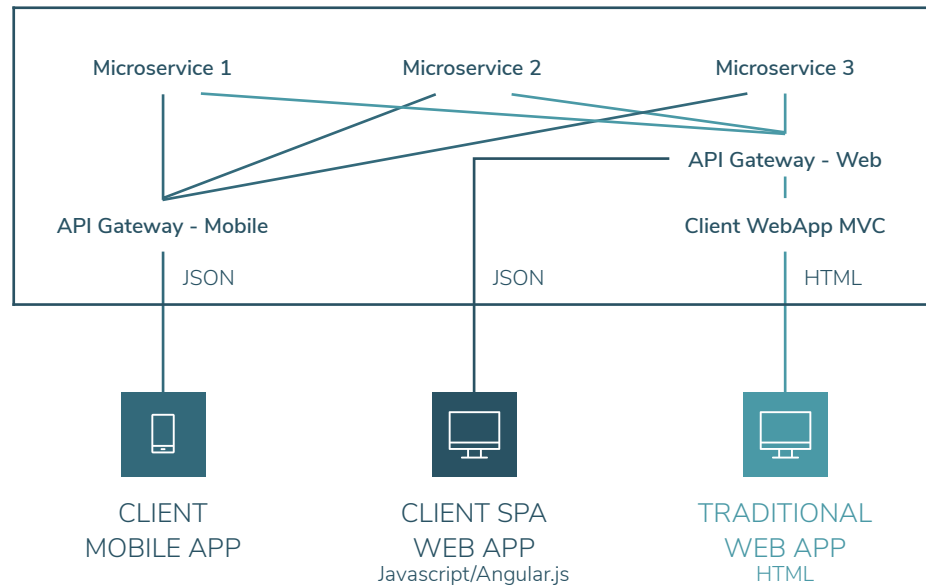 Microservice 1
Microservice 2
Microservice 3
API Gateway - Web
API Gateway - Mobile
Client WebApp MVC
JSON
JSON
HTML
CLIENT
MOBILE APP
CLIENT SPA
WEB APP
Javascript/Angular.js
TRADITIONAL
WEB APP
HTML